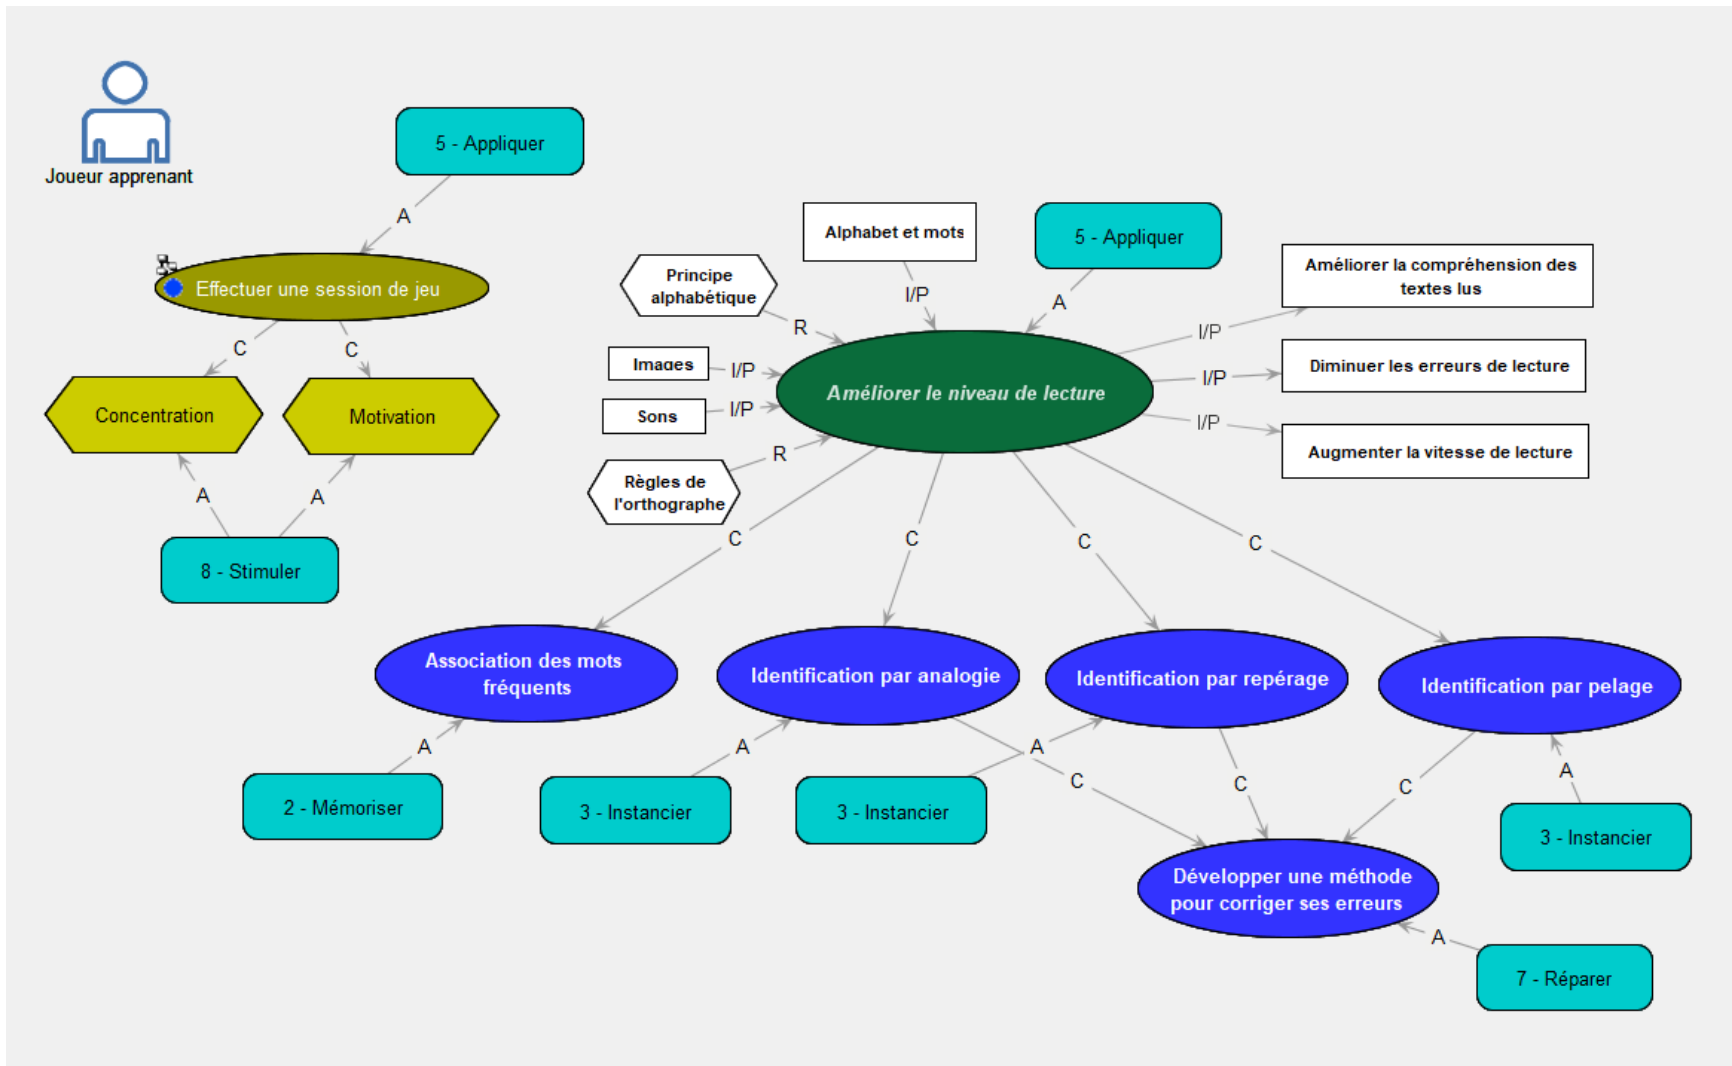 Joueur apprenant
5 - Appliquer
A
Effectuer une session de jeu
C
C
Concentration
Motivation
A
A
8 - Stimuler
Alphabet et mots
5 - Appliquer
Principe
alphabétique
I/P
A
R
Images
I/P
Sons
I/P
Règles de
l'orthographe
R
Améliorer le niveau de lecture
I/P
Améliorer la compréhension des
textes lus
I/P
Diminuer les erreurs de lecture
I/P
Augmenter la vitesse de lecture
C
C
C
C
Association des mots
fréquents
Identification par analogie
Identification par repérage
Identification par pelage
A
A
A
C
C
C
A
2 - Mémoriser
3 - Instancier
3 - Instancier
3 - Instancier
Développer une méthode
pour corriger ses erreurs
A
7 - Réparer